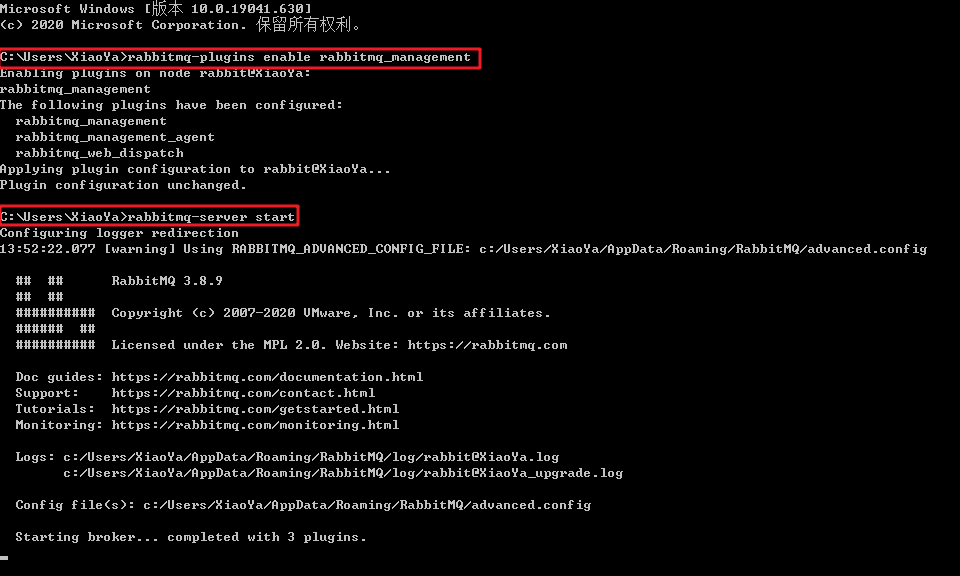 Microsoft Windows [版本 10.0.19041.630]
(c) 2020 Microsoft Corporation. 保留所有权利。
C:\Users\XiaoYa>rabbitmq-plugins enable rabbitmq_management
Enabling plugins on node rabbit@XiaoYa:
rabbitmq_management
The following plugins have been configured:
  rabbitmq_management
  rabbitmq_management_agent
  rabbitmq_web_dispatch
Applying plugin configuration to rabbit@XiaoYa...
Plugin configuration unchanged.
C:\Users\XiaoYa>rabbitmq-server start
Configuring logger redirection
13:52:22.077 [warning] Using RABBITMQ_ADVANCED_CONFIG_FILE: c:/Users/XiaoYa/AppData/Roaming/RabbitMQ/advanced.config
  ##  ##      RabbitMQ 3.8.9
  ##  ##
  ##########  Copyright (c) 2007-2020 VMware, Inc. or its affiliates.
  ######  ##
  ##########  Licensed under the MPL 2.0. Website: https://rabbitmq.com
  Doc guides: https://rabbitmq.com/documentation.html
  Support:    https://rabbitmq.com/contact.html
  Tutorials:  https://rabbitmq.com/getstarted.html
  Monitoring: https://rabbitmq.com/monitoring.html
  Logs: c:/Users/XiaoYa/AppData/Roaming/RabbitMQ/log/rabbit@XiaoYa.log
        c:/Users/XiaoYa/AppData/Roaming/RabbitMQ/log/rabbit@XiaoYa_upgrade.log
  Config file(s): c:/Users/XiaoYa/AppData/Roaming/RabbitMQ/advanced.config
  Starting broker... completed with 3 plugins.